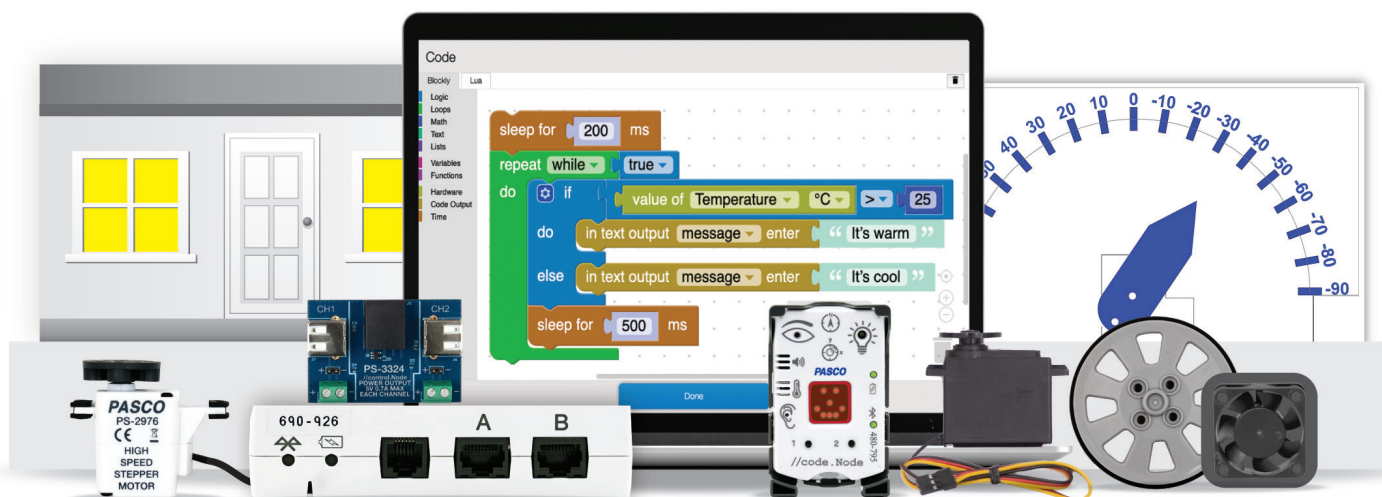 Code
Blockly Lua
Logic
Loops
Math
Text
Lists
Variables
Functions
Hardware
Code Output
Time
sleep for 200 ms
repeat while true
do if value of Temperature °C > 25
do in text output message enter “ It's warm ”
else in text output message enter “ It's cool ”
sleep for 500 ms
Done
40 30 20 10 0 -10 -20 -30 -40 -50 -60 -70 -80 -90
CH1 CH2
PS-3324
//control.Node
POWER OUTPUT
5V 0.7A MAX
EACH CHANNEL
+ +
PASCO
PS-2976
CE
HIGH
SPEED
STEPPER
MOTOR
690-926
A B
y
x
PASCO
1 2
480-795
//code.Node